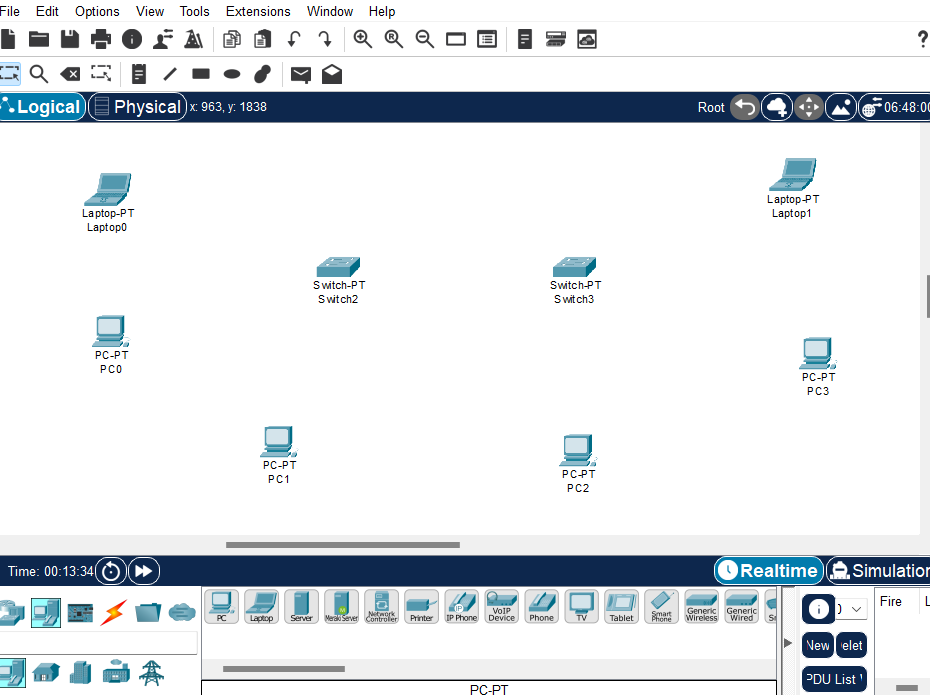 File Edit Options View Tools Extensions Window Help
?
Logical Physical x: 963, y: 1838 Root 06:48:00
Laptop-PT
Laptop0
Laptop-PT
Laptop1
Switch-PT
Switch2
Switch-PT
Switch3
PC-PT
PC0
PC-PT
PC3
PC-PT
PC1
PC-PT
PC2
Time: 00:13:34 Realtime Simulation
PC Laptop Server Meraki Server Network Controller Printer IP Phone VoIP Device Phone TV Tablet Smart Phone Generic Wireless Generic Wired
0 Fire
New elet
PDU List
PC-PT